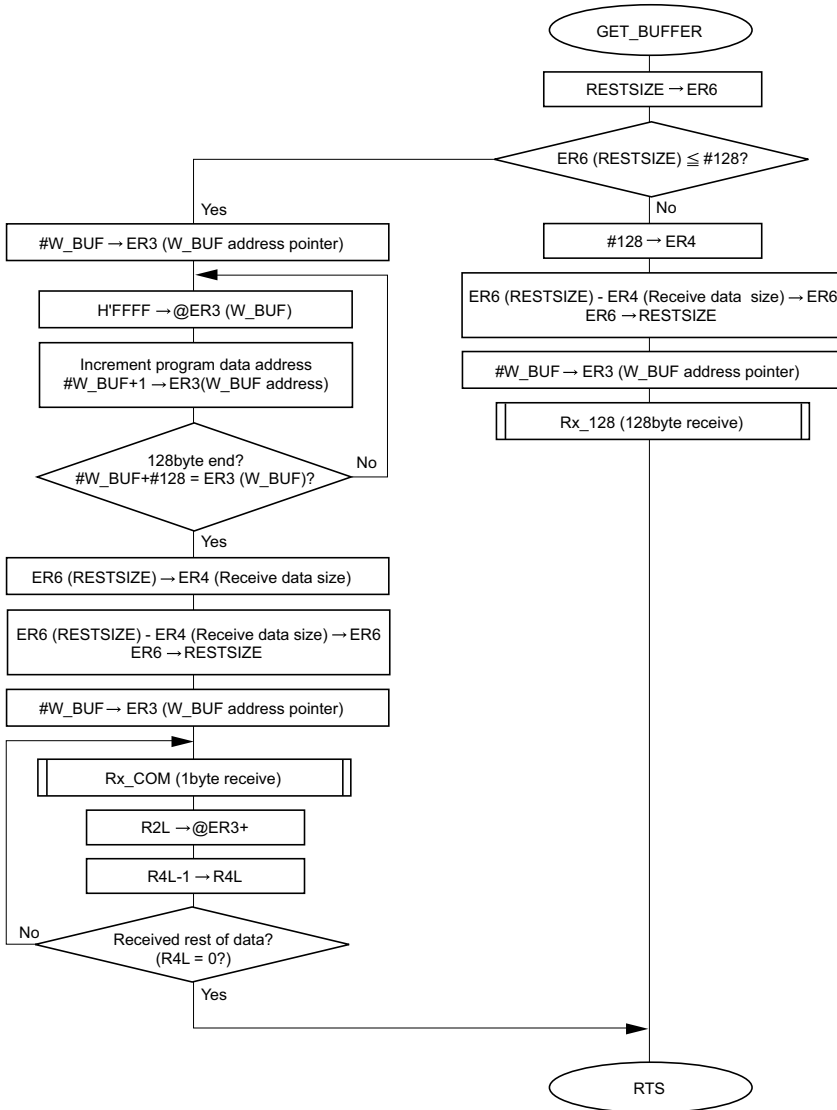 GET_BUFFER
RESTSIZE → ER6
ER6 (RESTSIZE) ≦ #128?
Yes
No
#W_BUF → ER3 (W_BUF address pointer)
#128 → ER4
H'FFFF → @ER3 (W_BUF)
ER6 (RESTSIZE) - ER4 (Receive data size) → ER6
ER6 → RESTSIZE
Increment program data address
#W_BUF+1 → ER3(W_BUF address)
#W_BUF → ER3 (W_BUF address pointer)
Rx_128 (128byte receive)
128byte end?
#W_BUF+#128 = ER3 (W_BUF)?
No
Yes
ER6 (RESTSIZE) → ER4 (Receive data size)
ER6 (RESTSIZE) - ER4 (Receive data size) → ER6
ER6 → RESTSIZE
#W_BUF → ER3 (W_BUF address pointer)
Rx_COM (1byte receive)
R2L → @ER3+
R4L-1 → R4L
No
Received rest of data?
(R4L = 0?)
Yes
RTS